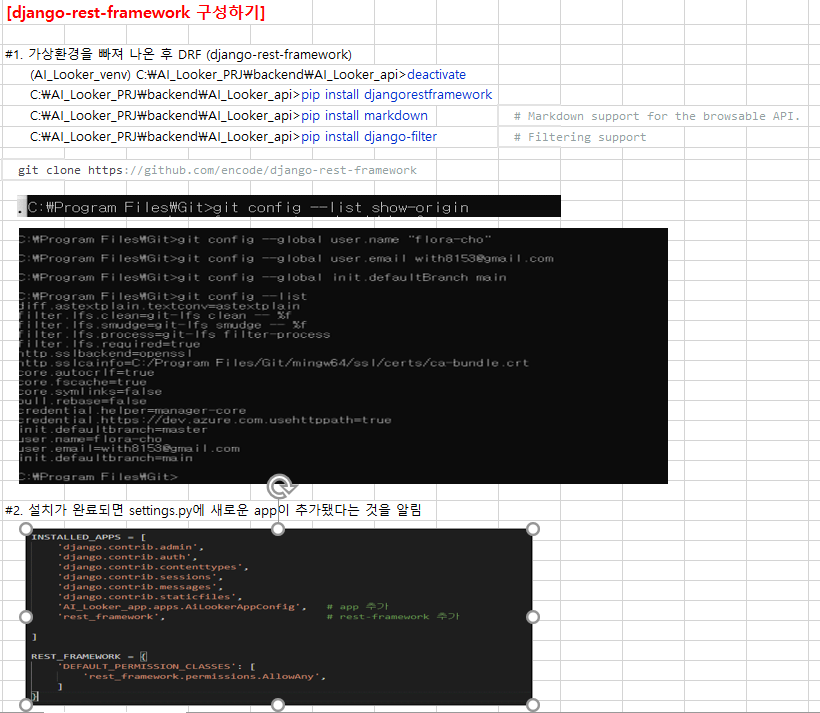 [django-rest-framework 구성하기]
#1. 가상환경을 빠져 나온 후 DRF (django-rest-framework)
(AI_Looker_venv) C:₩AI_Looker_PRJ₩backend₩AI_Looker_api>deactivate
C:₩AI_Looker_PRJ₩backend₩AI_Looker_api>pip install djangorestframework
C:₩AI_Looker_PRJ₩backend₩AI_Looker_api>pip install markdown # Markdown support for the browsable API.
C:₩AI_Looker_PRJ₩backend₩AI_Looker_api>pip install django-filter # Filtering support
git clone https://github.com/encode/django-rest-framework
C:₩Program Files₩Git>git config --list show-origin
C:₩Program Files₩Git>git config --global user.name "flora-cho"
C:₩Program Files₩Git>git config --global user.email with8153@gmail.com
C:₩Program Files₩Git>git config --global init.defaultBranch main
C:₩Program Files₩Git>git config --list
diff.astextplain.textconv=astextplain
filter.lfs.clean=git-lfs clean -- %f
filter.lfs.smudge=git-lfs smudge -- %f
filter.lfs.process=git-lfs filter-process
filter.lfs.required=true
http.sslbackend=openssl
http.sslcainfo=C:/Program Files/Git/mingw64/ssl/certs/ca-bundle.crt
core.autocrlf=true
core.fscache=true
core.symlinks=false
pull.rebase=false
credential.helper=manager-core
credential.https://dev.azure.com.usehttppath=true
init.defaultbranch=master
user.name=flora-cho
user.email=with8153@gmail.com
init.defaultbranch=main
C:₩Program Files₩Git>
#2. 설치가 완료되면 settings.py에 새로운 app이 추가됐다는 것을 알림
INSTALLED_APPS = [
'django.contrib.admin',
'django.contrib.auth',
'django.contrib.contenttypes',
'django.contrib.sessions',
'django.contrib.messages',
'django.contrib.staticfiles',
'AI_Looker_app.apps.AiLookerAppConfig', # app 추가
'rest_framework', # rest-framework 추가
]
REST_FRAMEWORK = {
'DEFAULT_PERMISSION_CLASSES': [
'rest_framework.permissions.AllowAny',
]
}